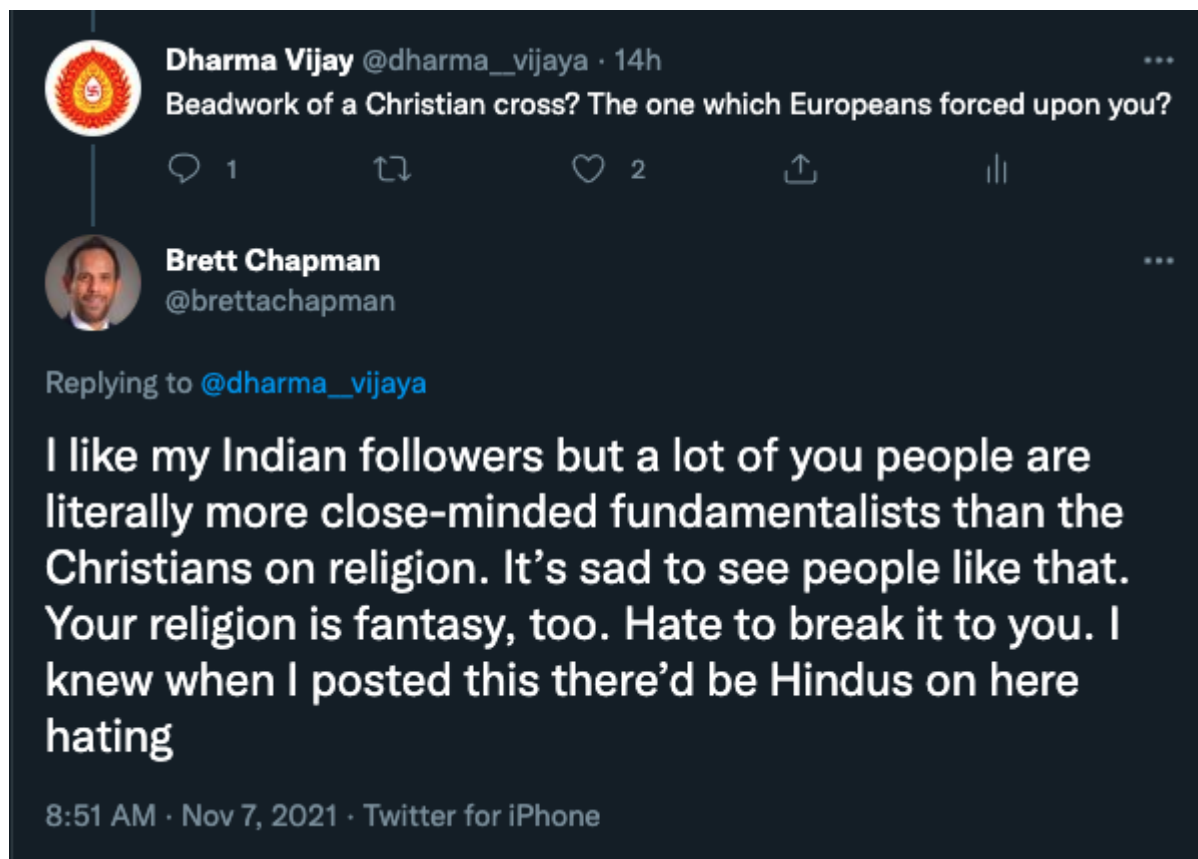 Dharma Vijay @dharma__vijaya · 14h
Beadwork of a Christian cross? The one which Europeans forced upon you?
1 2
Brett Chapman
@brettachapman
Replying to @dharma__vijaya
I like my Indian followers but a lot of you people are
literally more close-minded fundamentalists than the
Christians on religion. It’s sad to see people like that.
Your religion is fantasy, too. Hate to break it to you. I
knew when I posted this there’d be Hindus on here
hating
8:51 AM · Nov 7, 2021 · Twitter for iPhone